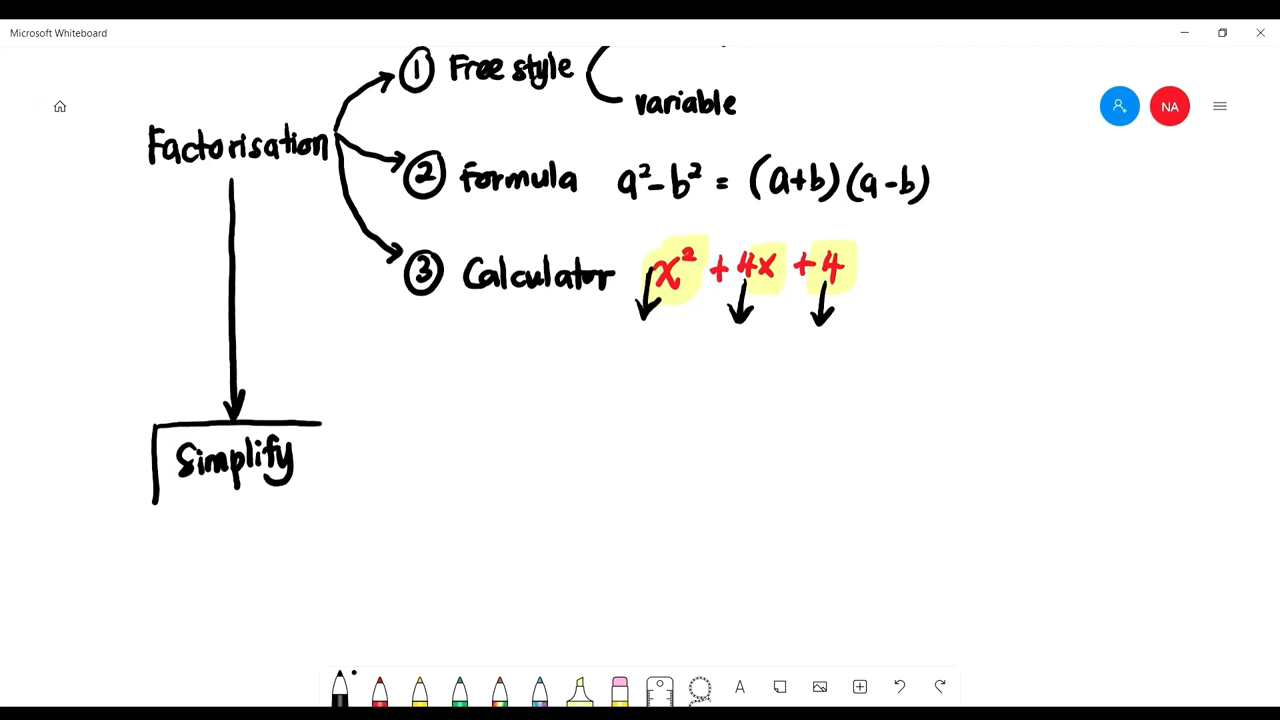 Microsoft Whiteboard
① Free style
variable
NA
Factorisation
② Formula a²-b² = (a+b)(a-b)
③ Calculator x² + 4x + 4
Simplify
A